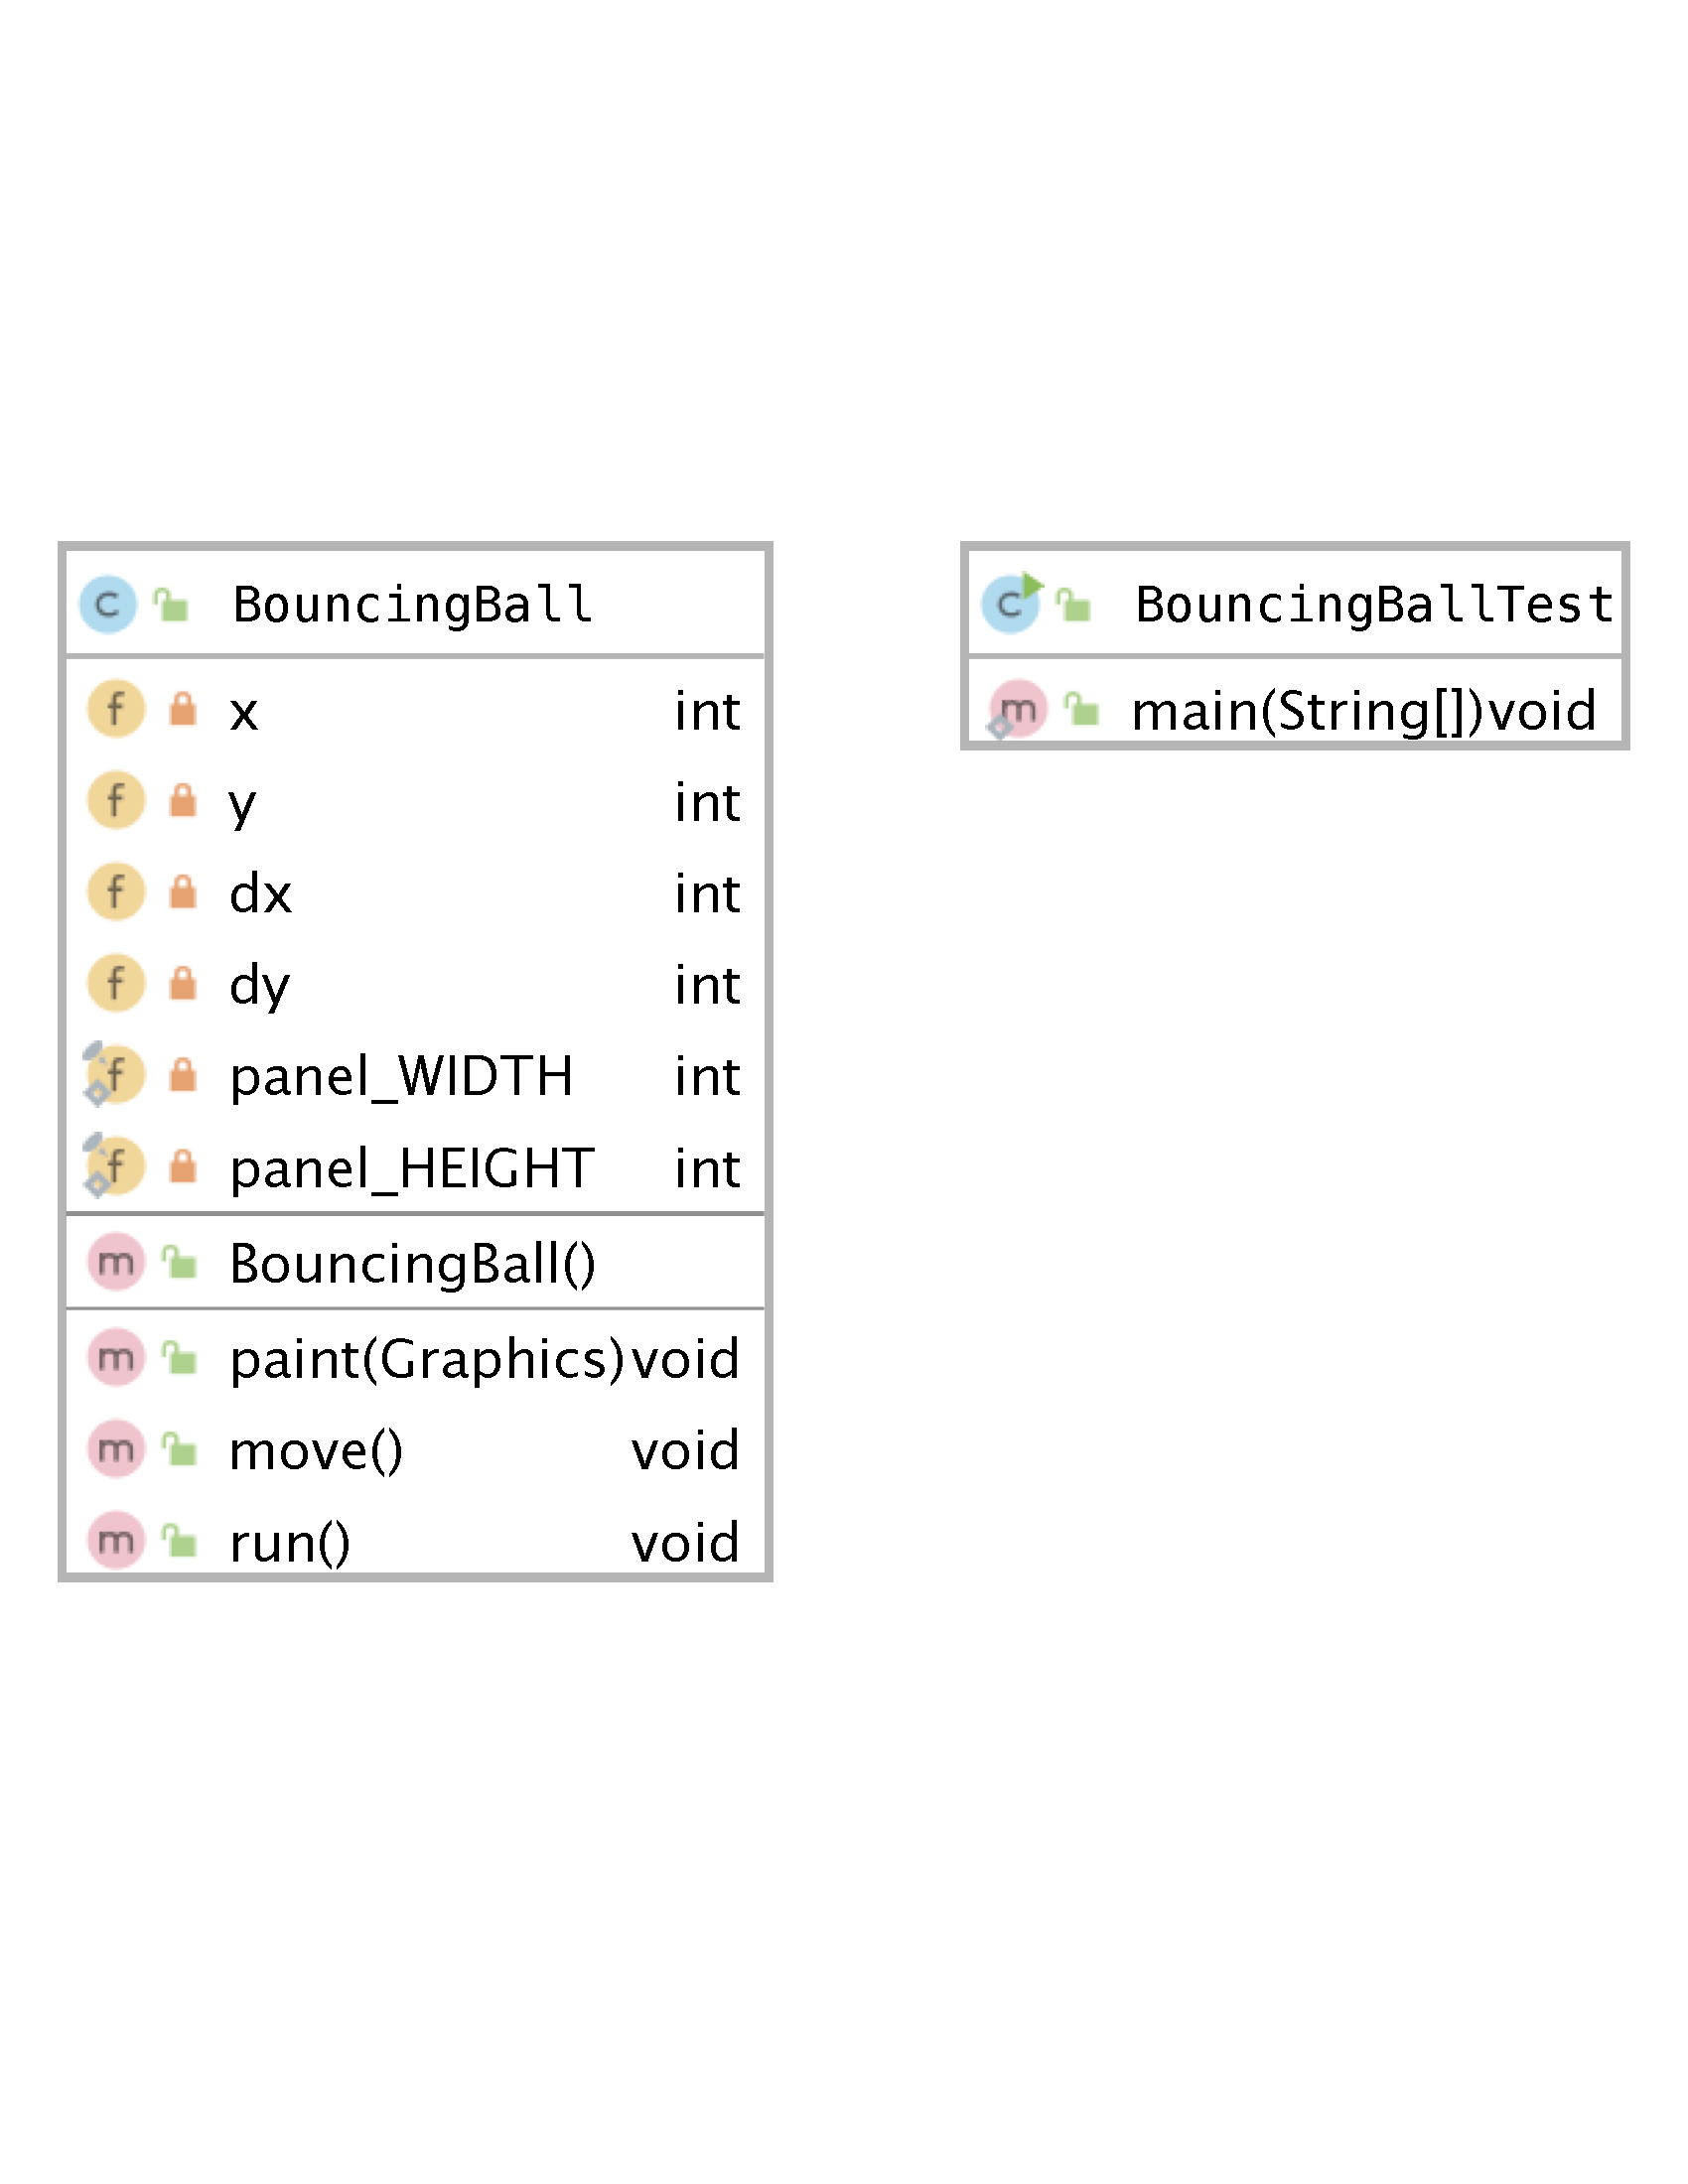 BouncingBall
x int
y int
dx int
dy int
panel_WIDTH int
panel_HEIGHT int
BouncingBall()
paint(Graphics)void
move() void
run() void
BouncingBallTest
main(String[])void